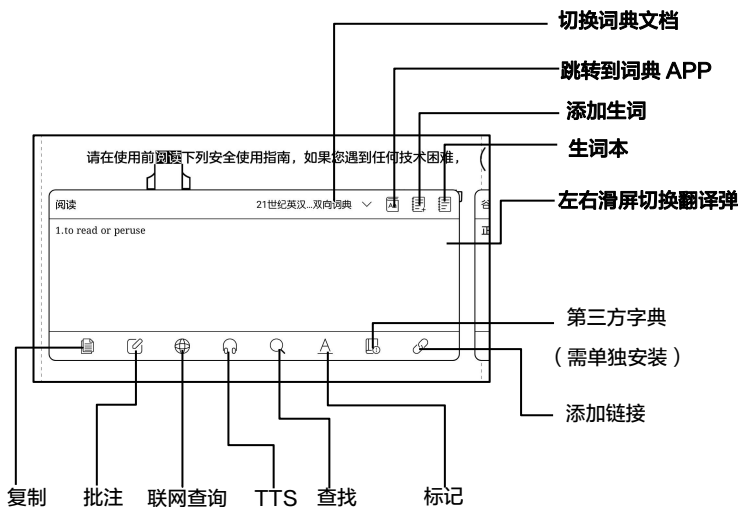 切换词典文档
跳转到词典 APP
添加生词
生词本
请在使用前阅读下列安全使用指南，如果您遇到任何技术困难，
(
阅读
21世纪英汉...双向词典
1.to read or peruse
左右滑屏切换翻译弹
第三方字典
（需单独安装）
添加链接
复制
批注
联网查询
TTS
查找
标记